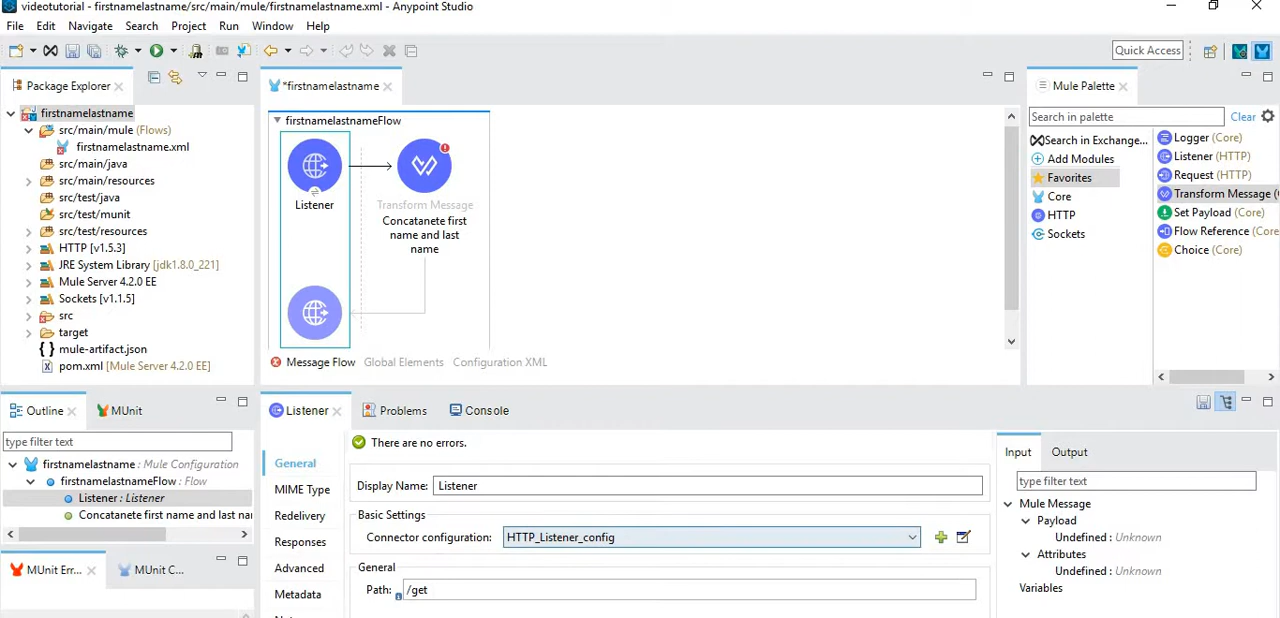 videotutorial - firstnamelastname/src/main/mule/firstnamelastname.xml - Anypoint Studio
File Edit Navigate Search Project Run Window Help
Quick Access
Package Explorer
firstnamelastname
src/main/mule (Flows)
firstnamelastname.xml
src/main/java
src/main/resources
src/test/java
src/test/munit
src/test/resources
HTTP [v1.5.3]
JRE System Library [jdk1.8.0_221]
Mule Server 4.2.0 EE
Sockets [v1.1.5]
src
target
mule-artifact.json
pom.xml [Mule Server 4.2.0 EE]
*firstnamelastname
firstnamelastnameFlow
Listener
Transform Message
Concatanete first
name and last
name
Message Flow Global Elements Configuration XML
Mule Palette
Search in palette Clear
Search in Exchange...
Add Modules
Favorites
Core
HTTP
Sockets
Logger (Core)
Listener (HTTP)
Request (HTTP)
Transform Message (
Set Payload (Core)
Flow Reference (Core
Choice (Core)
Outline MUnit
type filter text
firstnamelastname : Mule Configuration
firstnamelastnameFlow : Flow
Listener : Listener
Concatanete first name and last nar
MUnit Err... MUnit C...
Listener Problems Console
There are no errors.
General
MIME Type
Redelivery
Responses
Advanced
Metadata
Display Name: Listener
Basic Settings
Connector configuration: HTTP_Listener_config
General
Path: /get
Input Output
type filter text
Mule Message
Payload
Undefined : Unknown
Attributes
Undefined : Unknown
Variables